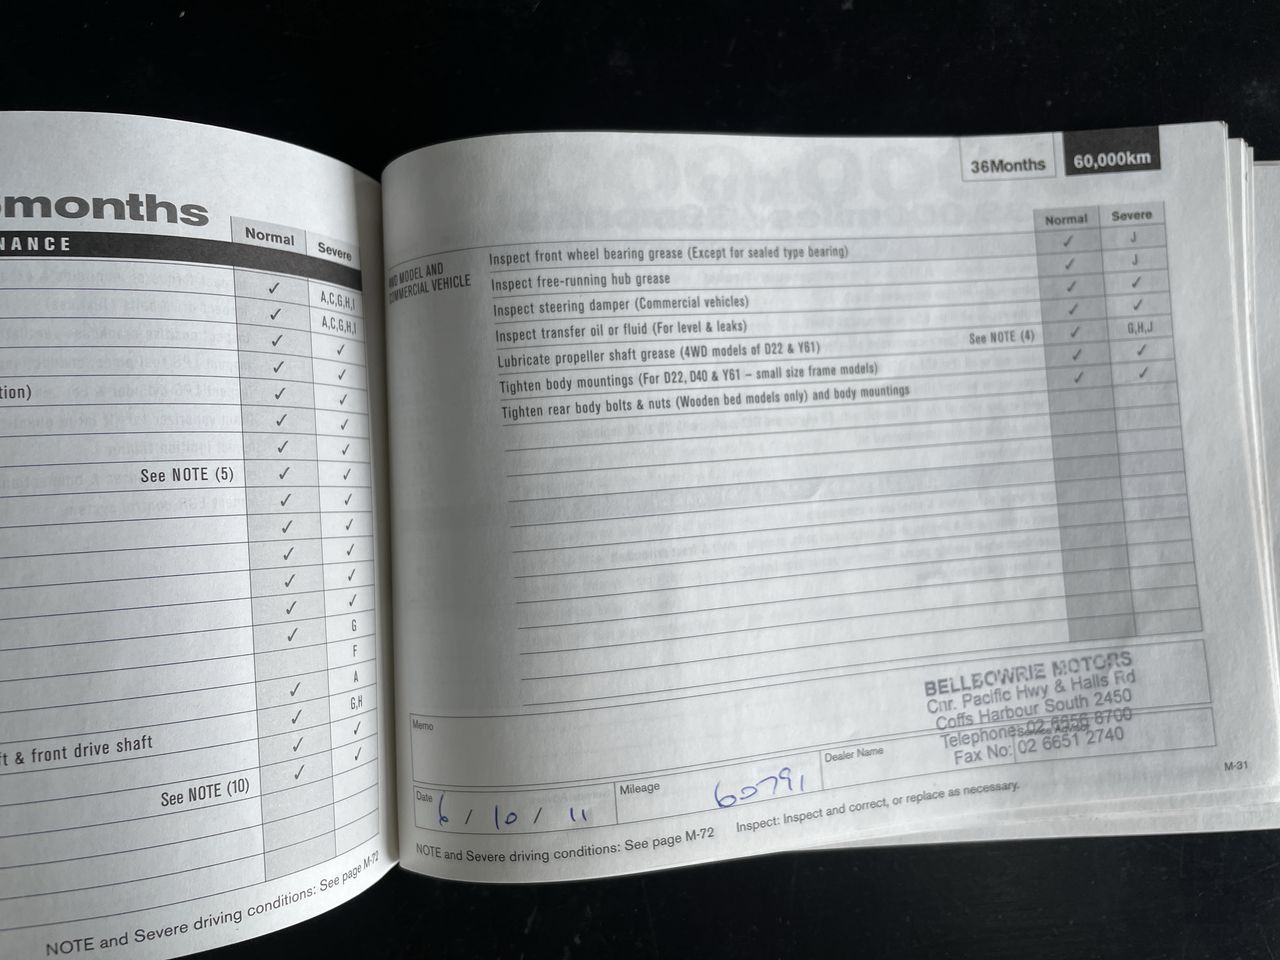 months
NANCE
Normal
Severe
✓ A,C,G,H,I
✓ A,C,G,H,I
✓ ✓
✓ ✓
tion) ✓ ✓
✓ ✓
✓ ✓
See NOTE (5) ✓ ✓
✓ ✓
✓ ✓
✓ ✓
✓ ✓
✓ ✓
✓ G
F
✓ A
✓ G,H
ft & front drive shaft ✓ ✓
See NOTE (10) ✓ ✓
NOTE and Severe driving conditions: See page M-72
36Months
60,000km
Normal
Severe
4WD MODEL AND
COMMERCIAL VEHICLE
Inspect front wheel bearing grease (Except for sealed type bearing) ✓ J
Inspect free-running hub grease ✓ J
Inspect steering damper (Commercial vehicles) ✓ ✓
Inspect transfer oil or fluid (For level & leaks) ✓ ✓
Lubricate propeller shaft grease (4WD models of D22 & Y61) See NOTE (4) ✓ G,H,J
Tighten body mountings (For D22, D40 & Y61 – small size frame models) ✓ ✓
Tighten rear body bolts & nuts (Wooden bed models only) and body mountings ✓ ✓
Memo
BELLBOWRIE MOTORS
Cnr. Pacific Hwy & Halls Rd
Coffs Harbour South 2450
Telephone: 02 6656 8700
Fax No: 02 6651 2740
Service Advisor
Date 6 / 10 / 11
Mileage 60791
Dealer Name
NOTE and Severe driving conditions: See page M-72
Inspect: Inspect and correct, or replace as necessary.
M-31